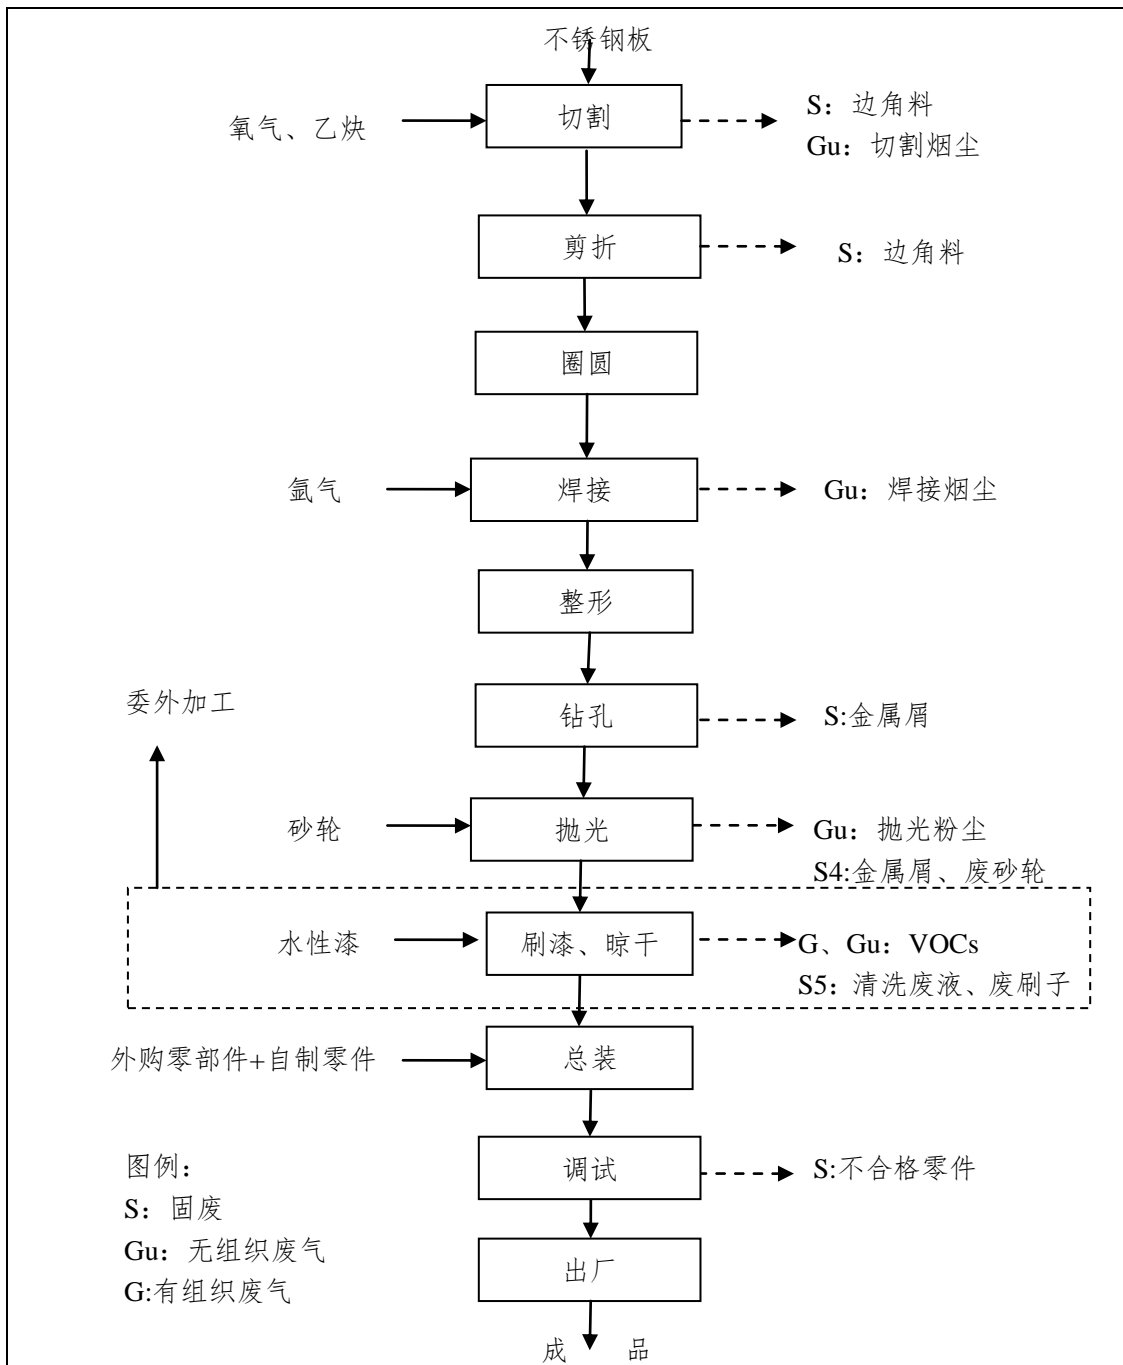 不锈钢板
切割
氧气、乙炔
S：边角料
Gu：切割烟尘
剪折
S：边角料
圈圆
氩气
焊接
Gu：焊接烟尘
整形
委外加工
钻孔
S:金属屑
砂轮
抛光
Gu：抛光粉尘
S4:金属屑、废砂轮
水性漆
刷漆、晾干
G、Gu：VOCs
S5：清洗废液、废刷子
外购零部件+自制零件
总装
调试
S:不合格零件
图例：
S：固废
Gu：无组织废气
G:有组织废气
出厂
成 品